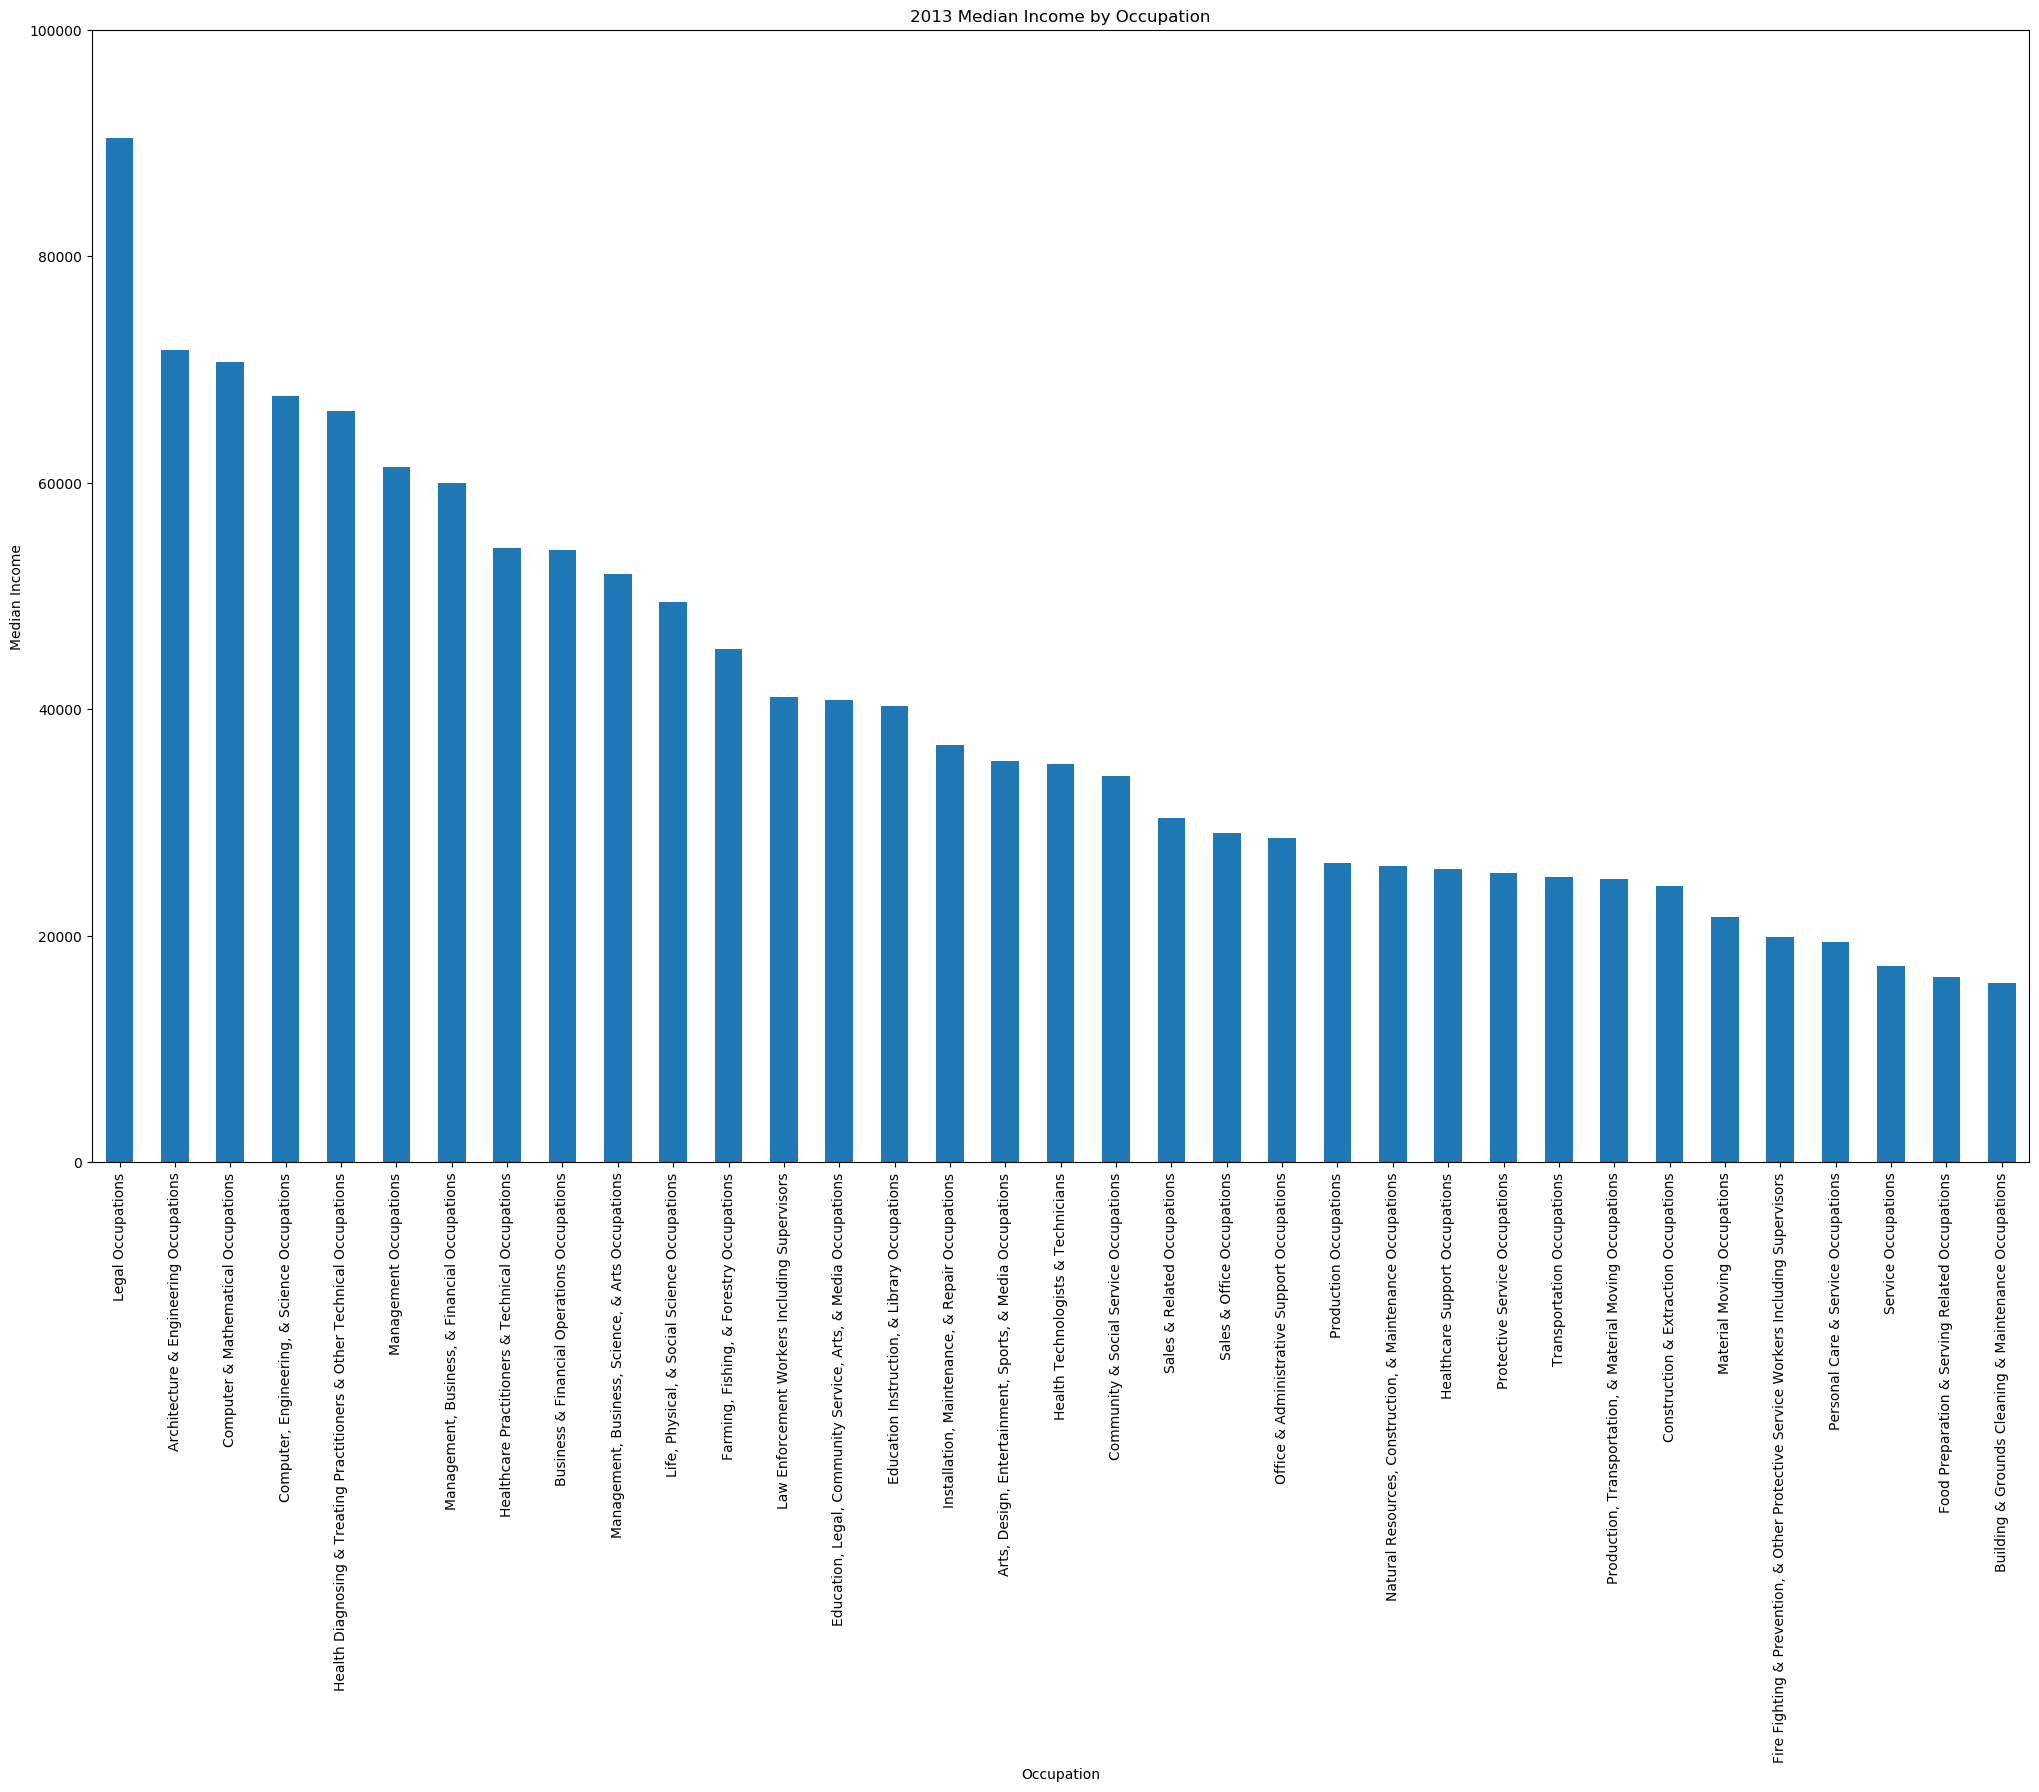 2013 Median Income by Occupation
100000
80000
60000
40000
20000
0
Median Income
Legal Occupations
Architecture & Engineering Occupations
Computer & Mathematical Occupations
Computer, Engineering, & Science Occupations
Health Diagnosing & Treating Practitioners & Other Technical Occupations
Management Occupations
Management, Business, & Financial Occupations
Healthcare Practitioners & Technical Occupations
Business & Financial Operations Occupations
Management, Business, Science, & Arts Occupations
Life, Physical, & Social Science Occupations
Farming, Fishing, & Forestry Occupations
Law Enforcement Workers Including Supervisors
Education, Legal, Community Service, Arts, & Media Occupations
Education Instruction, & Library Occupations
Installation, Maintenance, & Repair Occupations
Arts, Design, Entertainment, Sports, & Media Occupations
Health Technologists & Technicians
Community & Social Service Occupations
Sales & Related Occupations
Sales & Office Occupations
Office & Administrative Support Occupations
Production Occupations
Natural Resources, Construction, & Maintenance Occupations
Healthcare Support Occupations
Protective Service Occupations
Transportation Occupations
Production, Transportation, & Material Moving Occupations
Construction & Extraction Occupations
Material Moving Occupations
Fire Fighting & Prevention, & Other Protective Service Workers Including Supervisors
Personal Care & Service Occupations
Service Occupations
Food Preparation & Serving Related Occupations
Building & Grounds Cleaning & Maintenance Occupations
Occupation